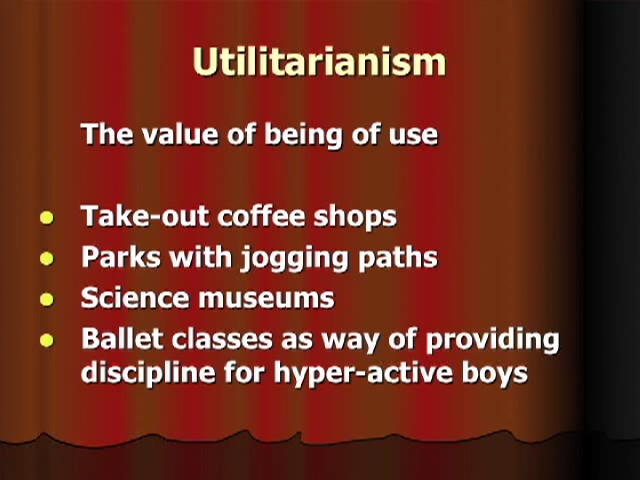 Utilitarianism
The value of being of use
Take-out coffee shops
Parks with jogging paths
Science museums
Ballet classes as way of providing
discipline for hyper-active boys